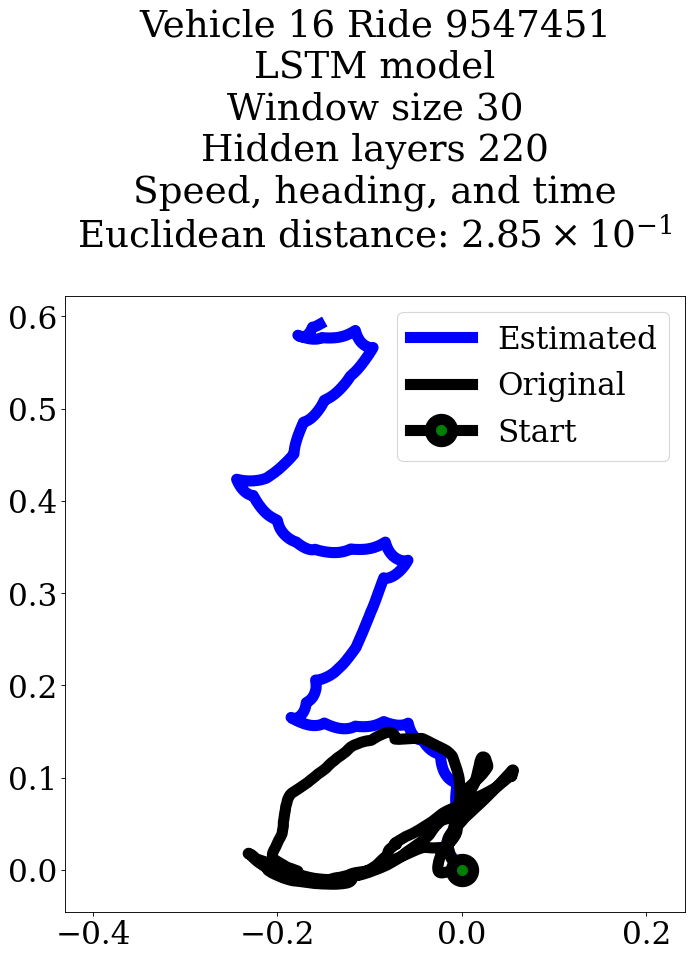 Vehicle 16 Ride 9547451
LSTM model
Window size 30
Hidden layers 220
Speed, heading, and time
Euclidean distance: 2.85 × 10⁻¹
Estimated
Original
Start
0.6
0.5
0.4
0.3
0.2
0.1
0.0
−0.4
−0.2
0.0
0.2